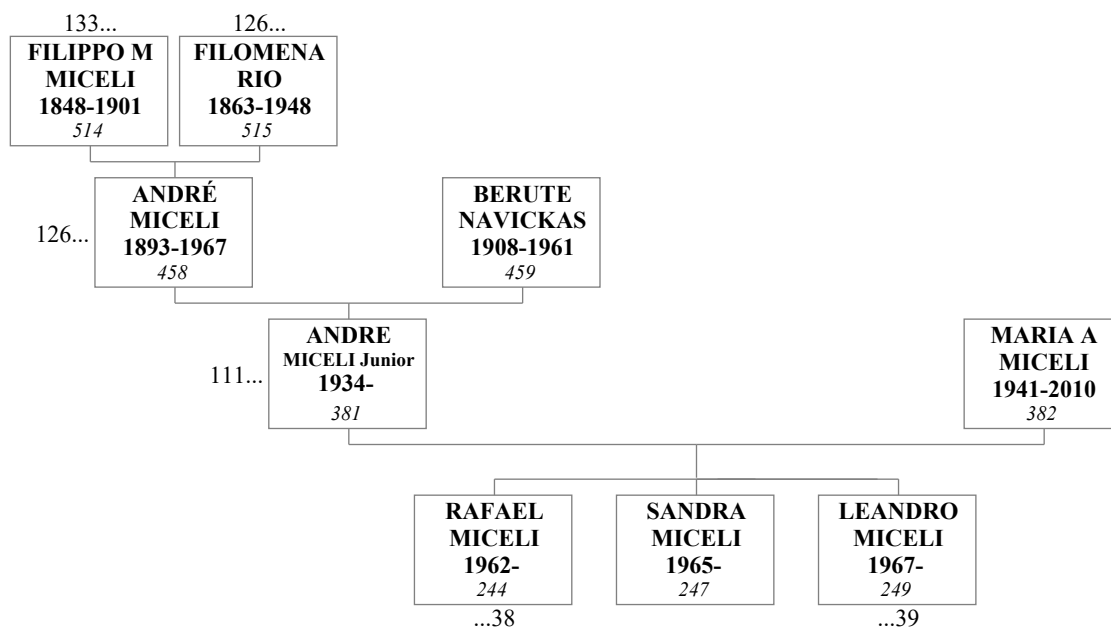 133...
126...
FILIPPO M
MICELI
1848-1901
514
FILOMENA
RIO
1863-1948
515
126...
ANDRÉ
MICELI
1893-1967
458
BERUTE
NAVICKAS
1908-1961
459
111...
ANDRE
MICELI Junior
1934-
381
MARIA A
MICELI
1941-2010
382
RAFAEL
MICELI
1962-
244
...38
SANDRA
MICELI
1965-
247
LEANDRO
MICELI
1967-
249
...39